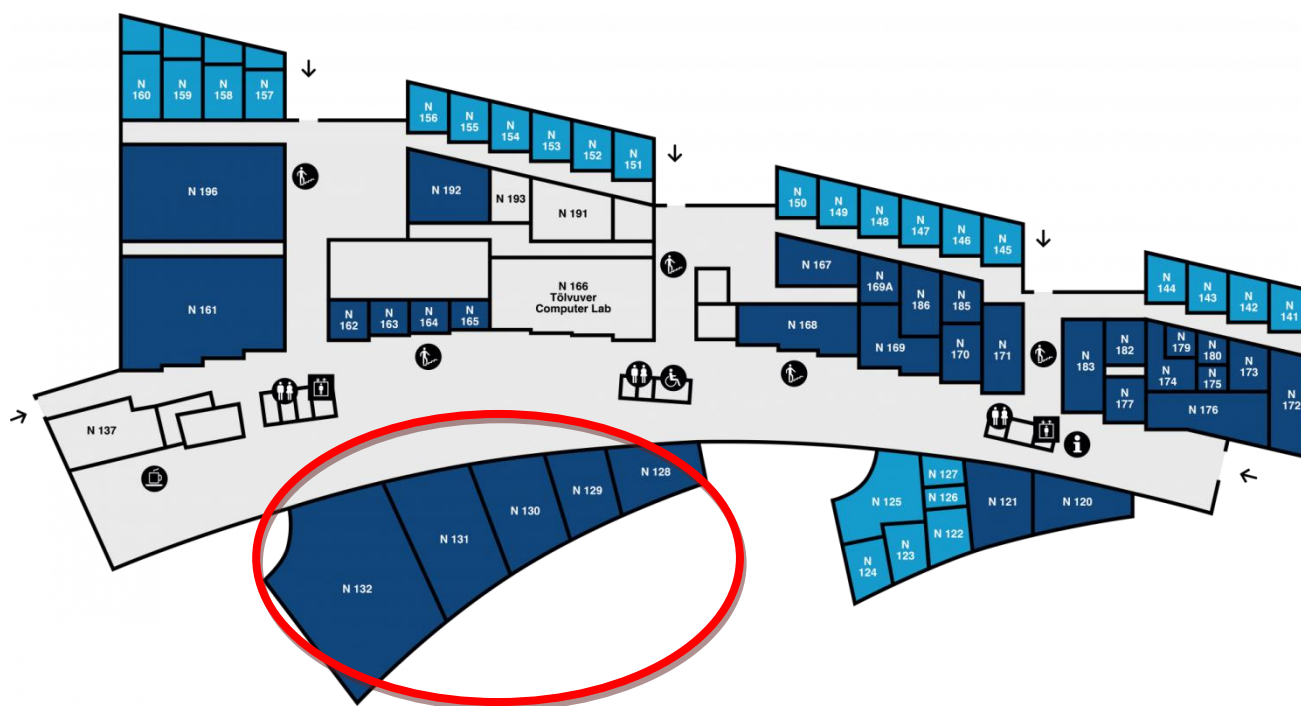 N
160
N
159
N
158
N
157
N
156
N
155
N
154
N
153
N
152
N
151
N 196
N 192
N 193
N 191
N
150
N
149
N
148
N
147
N
146
N
145
N 161
N
162
N
163
N
164
N
165
N 166
Tölvuver
Computer Lab
N 167
N
169A
N
186
N
185
N 168
N 169
N
170
N
171
N
144
N
143
N
142
N
141
N
183
N
182
N
179
N
180
N
173
N
174
N
175
N
177
N 176
N
172
N 137
N 132
N 131
N 130
N 129
N 128
N 125
N 127
N 126
N
124
N
123
N 122
N 121
N 120
i